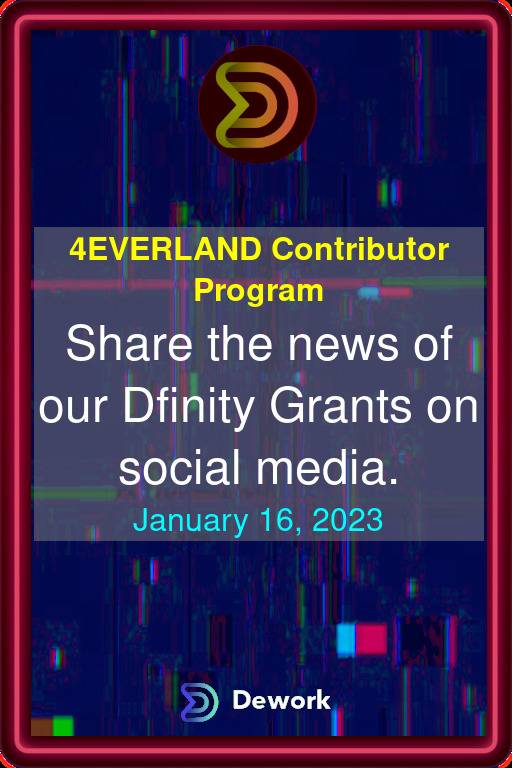 4EVERLAND Contributor
Program
Share the news of
our Dfinity Grants on
social media.
January 16, 2023
Dework